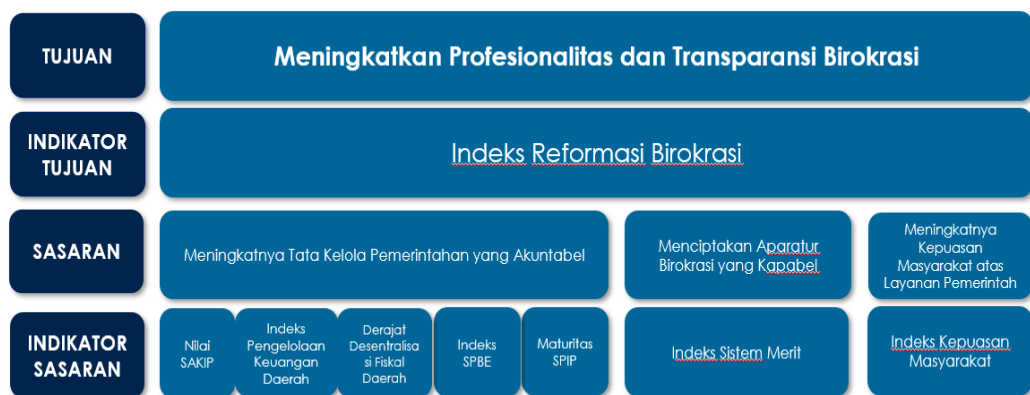 TUJUAN
Meningkatkan Profesionalitas dan Transparansi Birokrasi
INDIKATOR
TUJUAN
Indeks Reformasi Birokrasi
SASARAN
Meningkatnya Tata Kelola Pemerintahan yang Akuntabel
Menciptakan Aparatur
Birokrasi yang Kapabel
Meningkatnya
Kepuasan
Masyarakat atas
Layanan Pemerintah
INDIKATOR
SASARAN
Nilai
SAKIP
Indeks
Pengelolaan
Keuangan
Daerah
Derajat
Desentralisa
si Fiskal
Daerah
Indeks
SPBE
Maturitas
SPIP
Indeks Sistem Merit
Indeks Kepuasan
Masyarakat